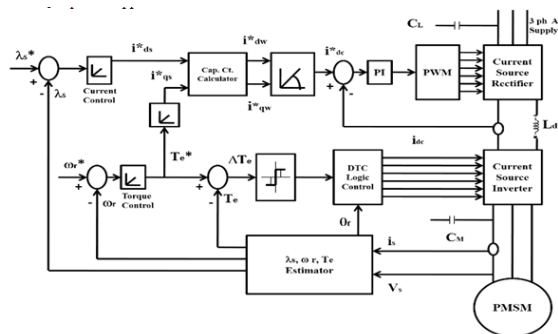 C_L
3 ph A
Supply
λs*
i*ds
i*dw
i*dc
+
-
λs
Current
Control
i*qs
Cap. Ct.
Calculator
i*qw
+
-
PI
PWM
Current
Source
Rectifier
Ld
idc
ωr*
+
-
ωr
Torque
Control
Te*
+
-
Te
ΔTe
DTC
Logic
Control
Current
Source
Inverter
θr
CM
is
Vs
λs, ω r, Te
Estimator
PMSM